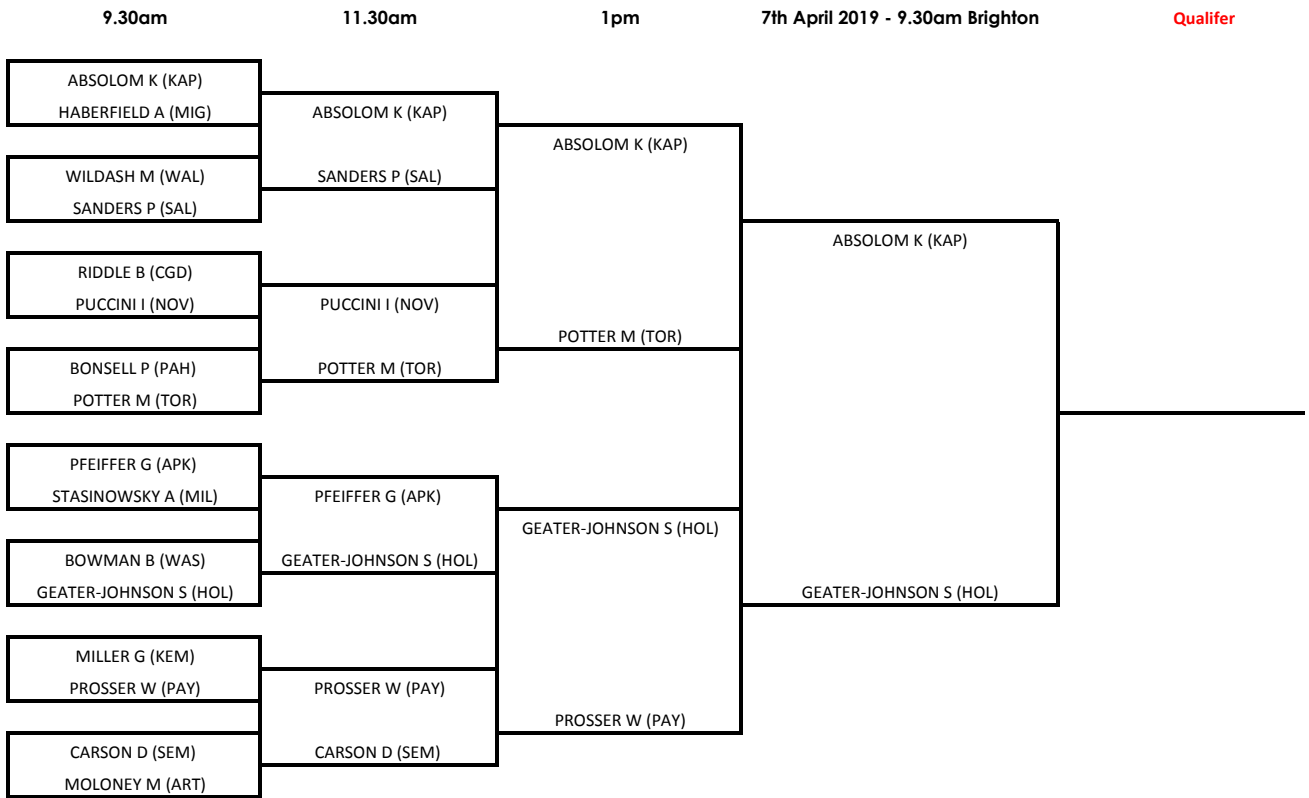 9.30am
11.30am
1pm
7th April 2019 - 9.30am Brighton
Qualifer
ABSOLOM K (KAP)
HABERFIELD A (MIG)
WILDASH M (WAL)
SANDERS P (SAL)
RIDDLE B (CGD)
PUCCINI I (NOV)
BONSELL P (PAH)
POTTER M (TOR)
PFEIFFER G (APK)
STASINOWSKY A (MIL)
BOWMAN B (WAS)
GEATER-JOHNSON S (HOL)
MILLER G (KEM)
PROSSER W (PAY)
CARSON D (SEM)
MOLONEY M (ART)
ABSOLOM K (KAP)
SANDERS P (SAL)
PUCCINI I (NOV)
POTTER M (TOR)
PFEIFFER G (APK)
GEATER-JOHNSON S (HOL)
PROSSER W (PAY)
CARSON D (SEM)
ABSOLOM K (KAP)
POTTER M (TOR)
GEATER-JOHNSON S (HOL)
PROSSER W (PAY)
ABSOLOM K (KAP)
GEATER-JOHNSON S (HOL)